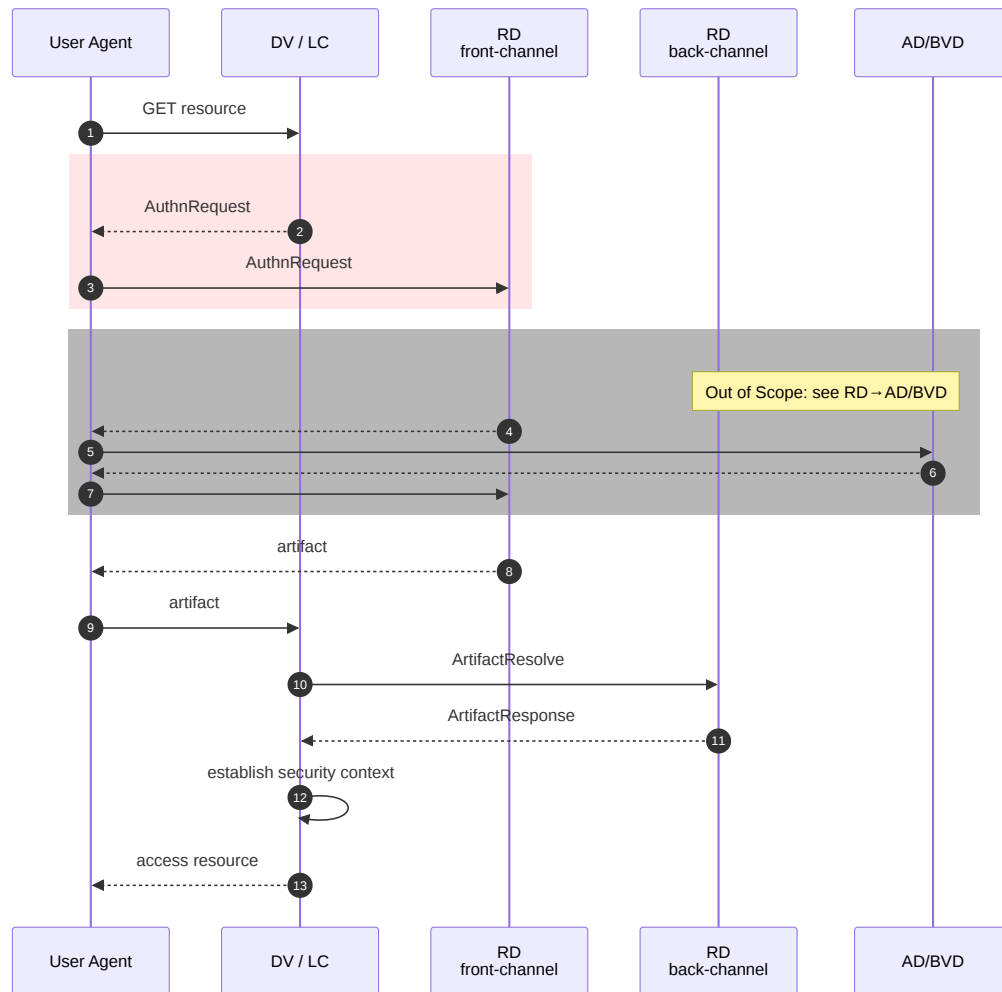 User Agent
DV / LC
RD
front-channel
RD
back-channel
AD/BVD
GET resource
1
AuthnRequest
2
AuthnRequest
3
Out of Scope: see RD→AD/BVD
4
5
6
7
artifact
8
artifact
9
ArtifactResolve
10
ArtifactResponse
11
establish security context
12
access resource
13
User Agent
DV / LC
RD
front-channel
RD
back-channel
AD/BVD